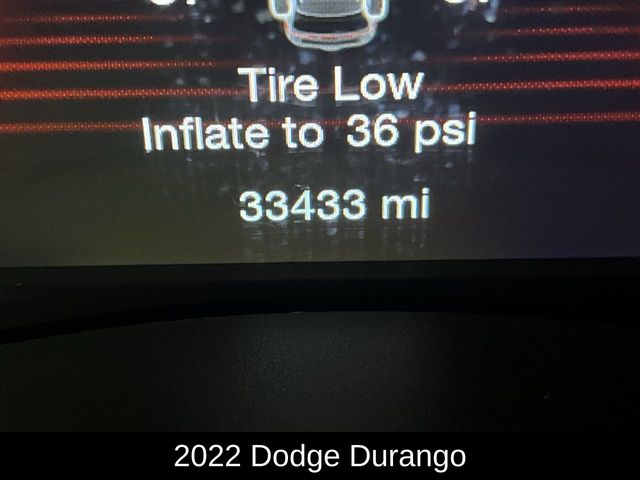 Tire Low
Inflate to 36 psi
33433 mi
2022 Dodge Durango